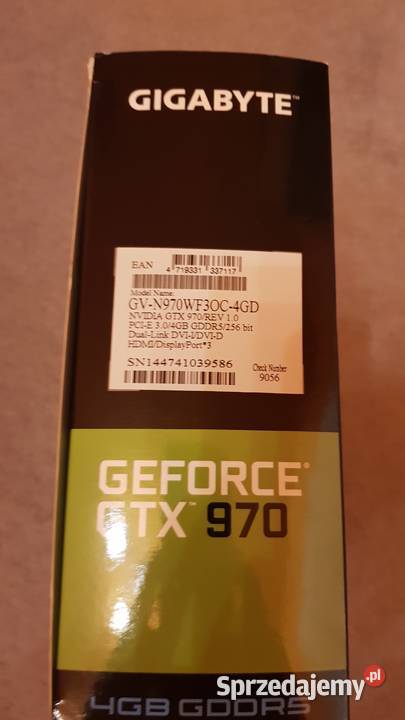 GIGABYTE™
EAN
4 719331 337117
Model Name:
GV-N970WF3OC-4GD
NVIDIA GTX 970/REV 1.0
PCI-E 3.0/4GB GDDR5/256 bit
Dual-Link DVI-I/DVI-D
HDMI/DisplayPort*3
SN144741039586
Check Number
9056
GEFORCE®
GTX™ 970
4GB GDDR5
Sprzedajemy.pl